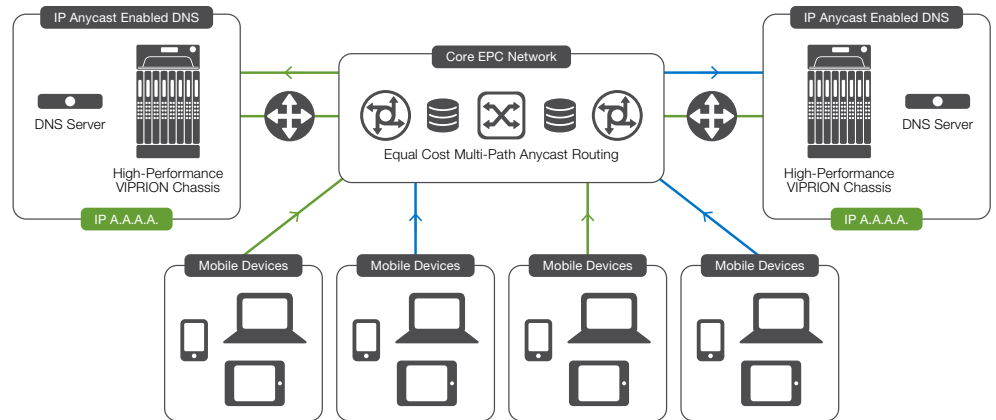 IP Anycast Enabled DNS
DNS Server
High-Performance
VIPRION Chassis
IP A.A.A.A.
Core EPC Network
Equal Cost Multi-Path Anycast Routing
IP Anycast Enabled DNS
High-Performance
VIPRION Chassis
DNS Server
IP A.A.A.A.
Mobile Devices
Mobile Devices
Mobile Devices
Mobile Devices